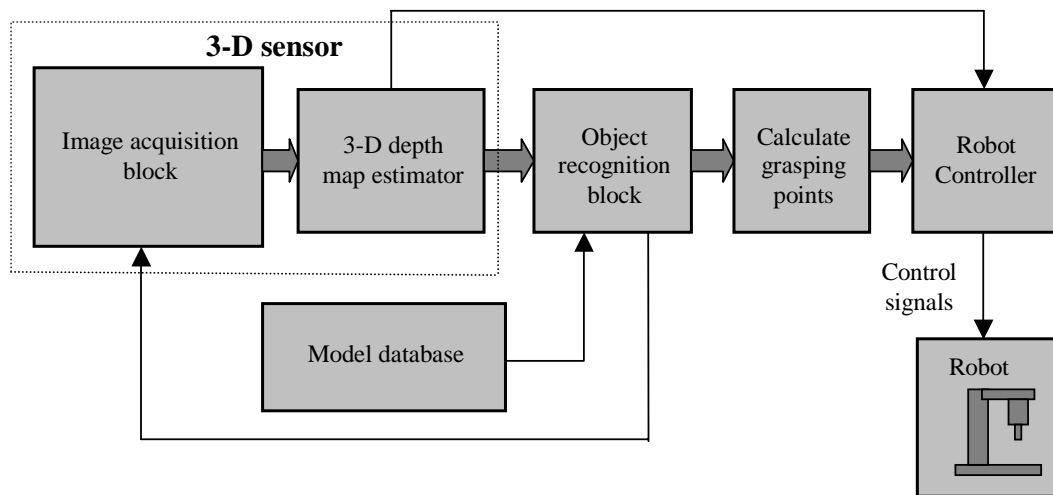 3-D sensor
Image acquisition
block
3-D depth
map estimator
Object
recognition
block
Calculate
grasping
points
Robot
Controller
Control
signals
Model database
Robot